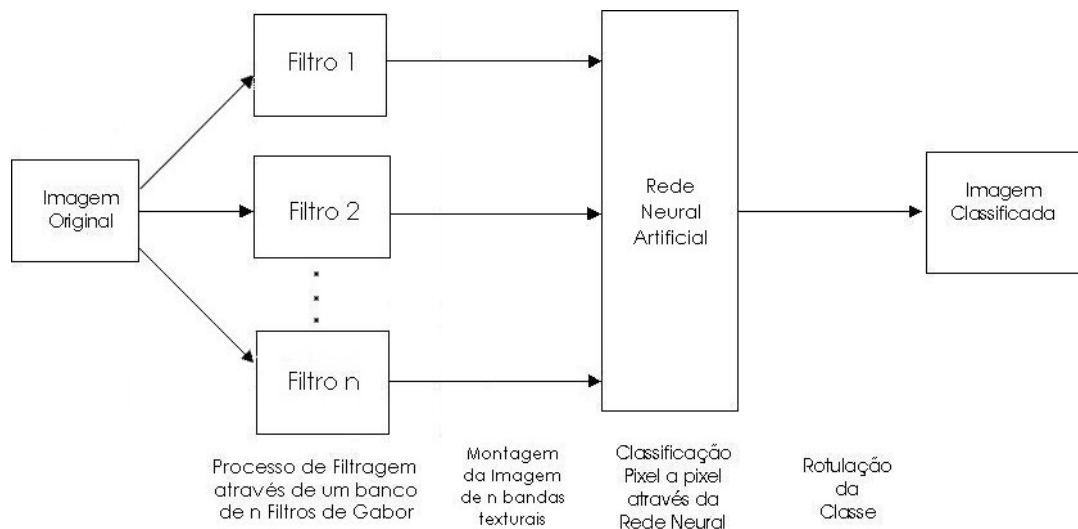 Imagem
Original
Filtro 1
Filtro 2
Filtro n
Rede
Neural
Artificial
Imagem
Classificada
Processo de Filtragem
através de um banco
de n Filtros de Gabor
Montagem
da Imagem
de n bandas
texturais
Classificação
Pixel a pixel
através da
Rede Neural
Rotulação
da
Classe